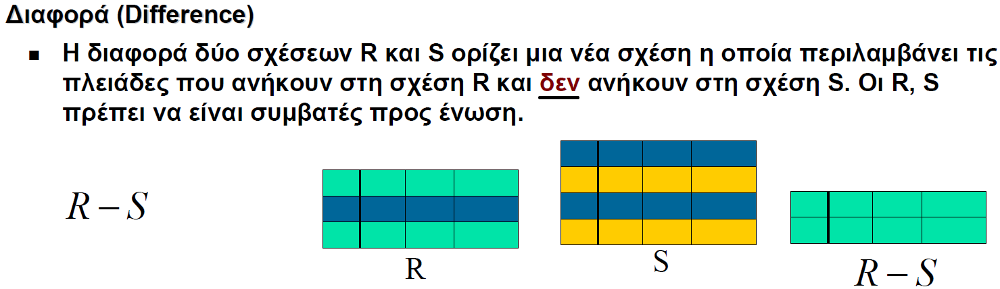 Διαφορά (Difference)
■ Η διαφορά δύο σχέσεων R και S ορίζει μια νέα σχέση η οποία περιλαμβάνει τις
πλειάδες που ανήκουν στη σχέση R και δεν ανήκουν στη σχέση S. Οι R, S
πρέπει να είναι συμβατές προς ένωση.
R – S
R
S
R – S